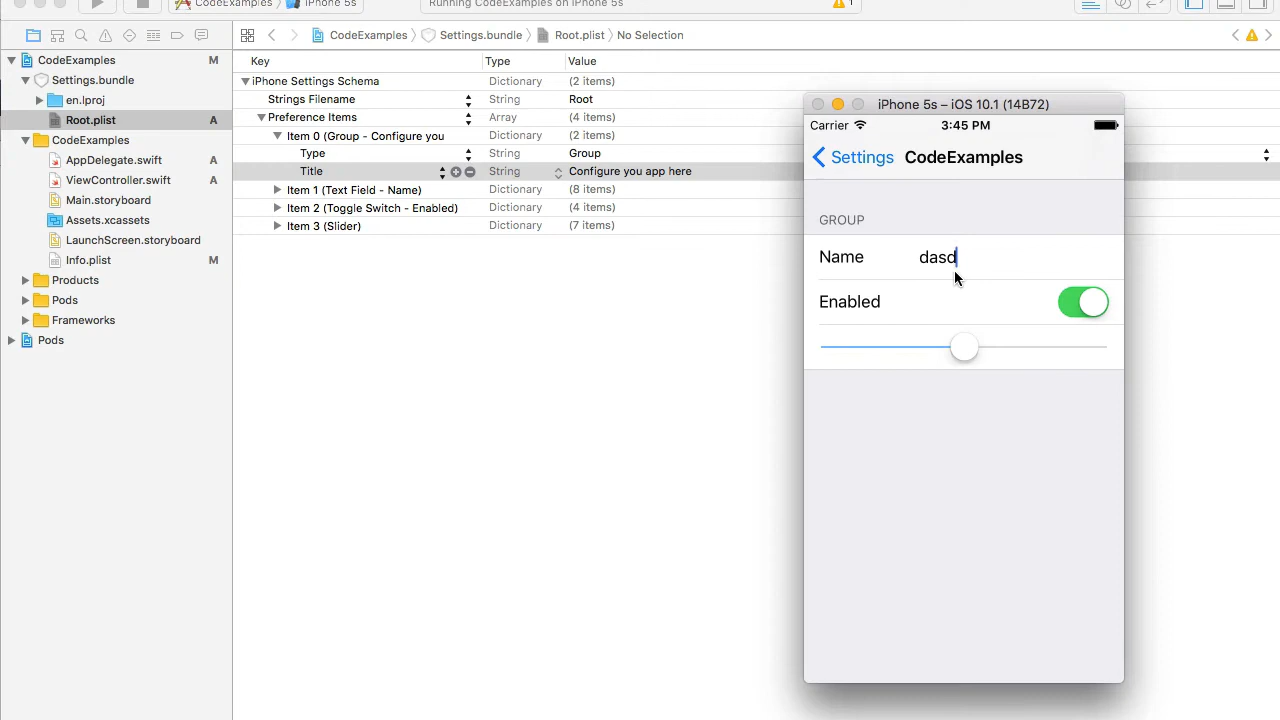 CodeExamples iPhone 5s Running CodeExamples on iPhone 5s 1
CodeExamples Settings.bundle Root.plist No Selection
CodeExamples M
Settings.bundle
en.lproj
Root.plist A
CodeExamples
AppDelegate.swift A
ViewController.swift A
Main.storyboard
Assets.xcassets
LaunchScreen.storyboard
Info.plist M
Products
Pods
Frameworks
Pods
Key Type Value
iPhone Settings Schema Dictionary (2 items)
Strings Filename String Root
Preference Items Array (4 items)
Item 0 (Group - Configure you Dictionary (2 items)
Type String Group
Title String Configure you app here
Item 1 (Text Field - Name) Dictionary (8 items)
Item 2 (Toggle Switch - Enabled) Dictionary (4 items)
Item 3 (Slider) Dictionary (7 items)
iPhone 5s – iOS 10.1 (14B72)
Carrier 3:45 PM
Settings CodeExamples
GROUP
Name dasd
Enabled